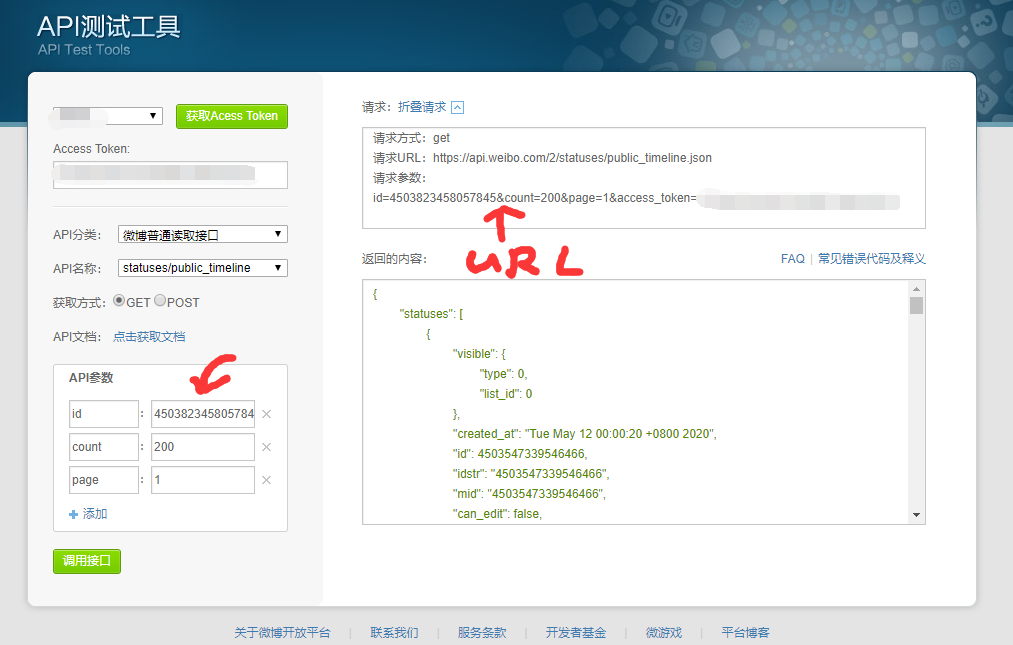 API测试工具
API Test Tools
获取Acess Token
Access Token:
API分类： 微博普通读取接口
API名称： statuses/public_timeline
获取方式： GET POST
API文档： 点击获取文档
API参数
id : 450382345805784
count : 200
page : 1
添加
调用接口
请求： 折叠请求
请求方式：get
请求URL：https://api.weibo.com/2/statuses/public_timeline.json
请求参数：
id=4503823458057845&count=200&page=1&access_token=
URL
返回的内容：
FAQ | 常见错误代码及释义
{
"statuses": [
{
"visible": {
"type": 0,
"list_id": 0
},
"created_at": "Tue May 12 00:00:20 +0800 2020",
"id": 4503547339546466,
"idstr": "4503547339546466",
"mid": "4503547339546466",
"can_edit": false,
关于微博开放平台 | 联系我们 | 服务条款 | 开发者基金 | 微游戏 | 平台博客